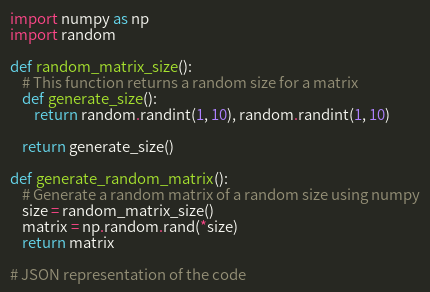 import numpy as np
import random

def random_matrix_size():
    # This function returns a random size for a matrix
    def generate_size():
        return random.randint(1, 10), random.randint(1, 10)

    return generate_size()

def generate_random_matrix():
    # Generate a random matrix of a random size using numpy
    size = random_matrix_size()
    matrix = np.random.rand(*size)
    return matrix

# JSON representation of the code